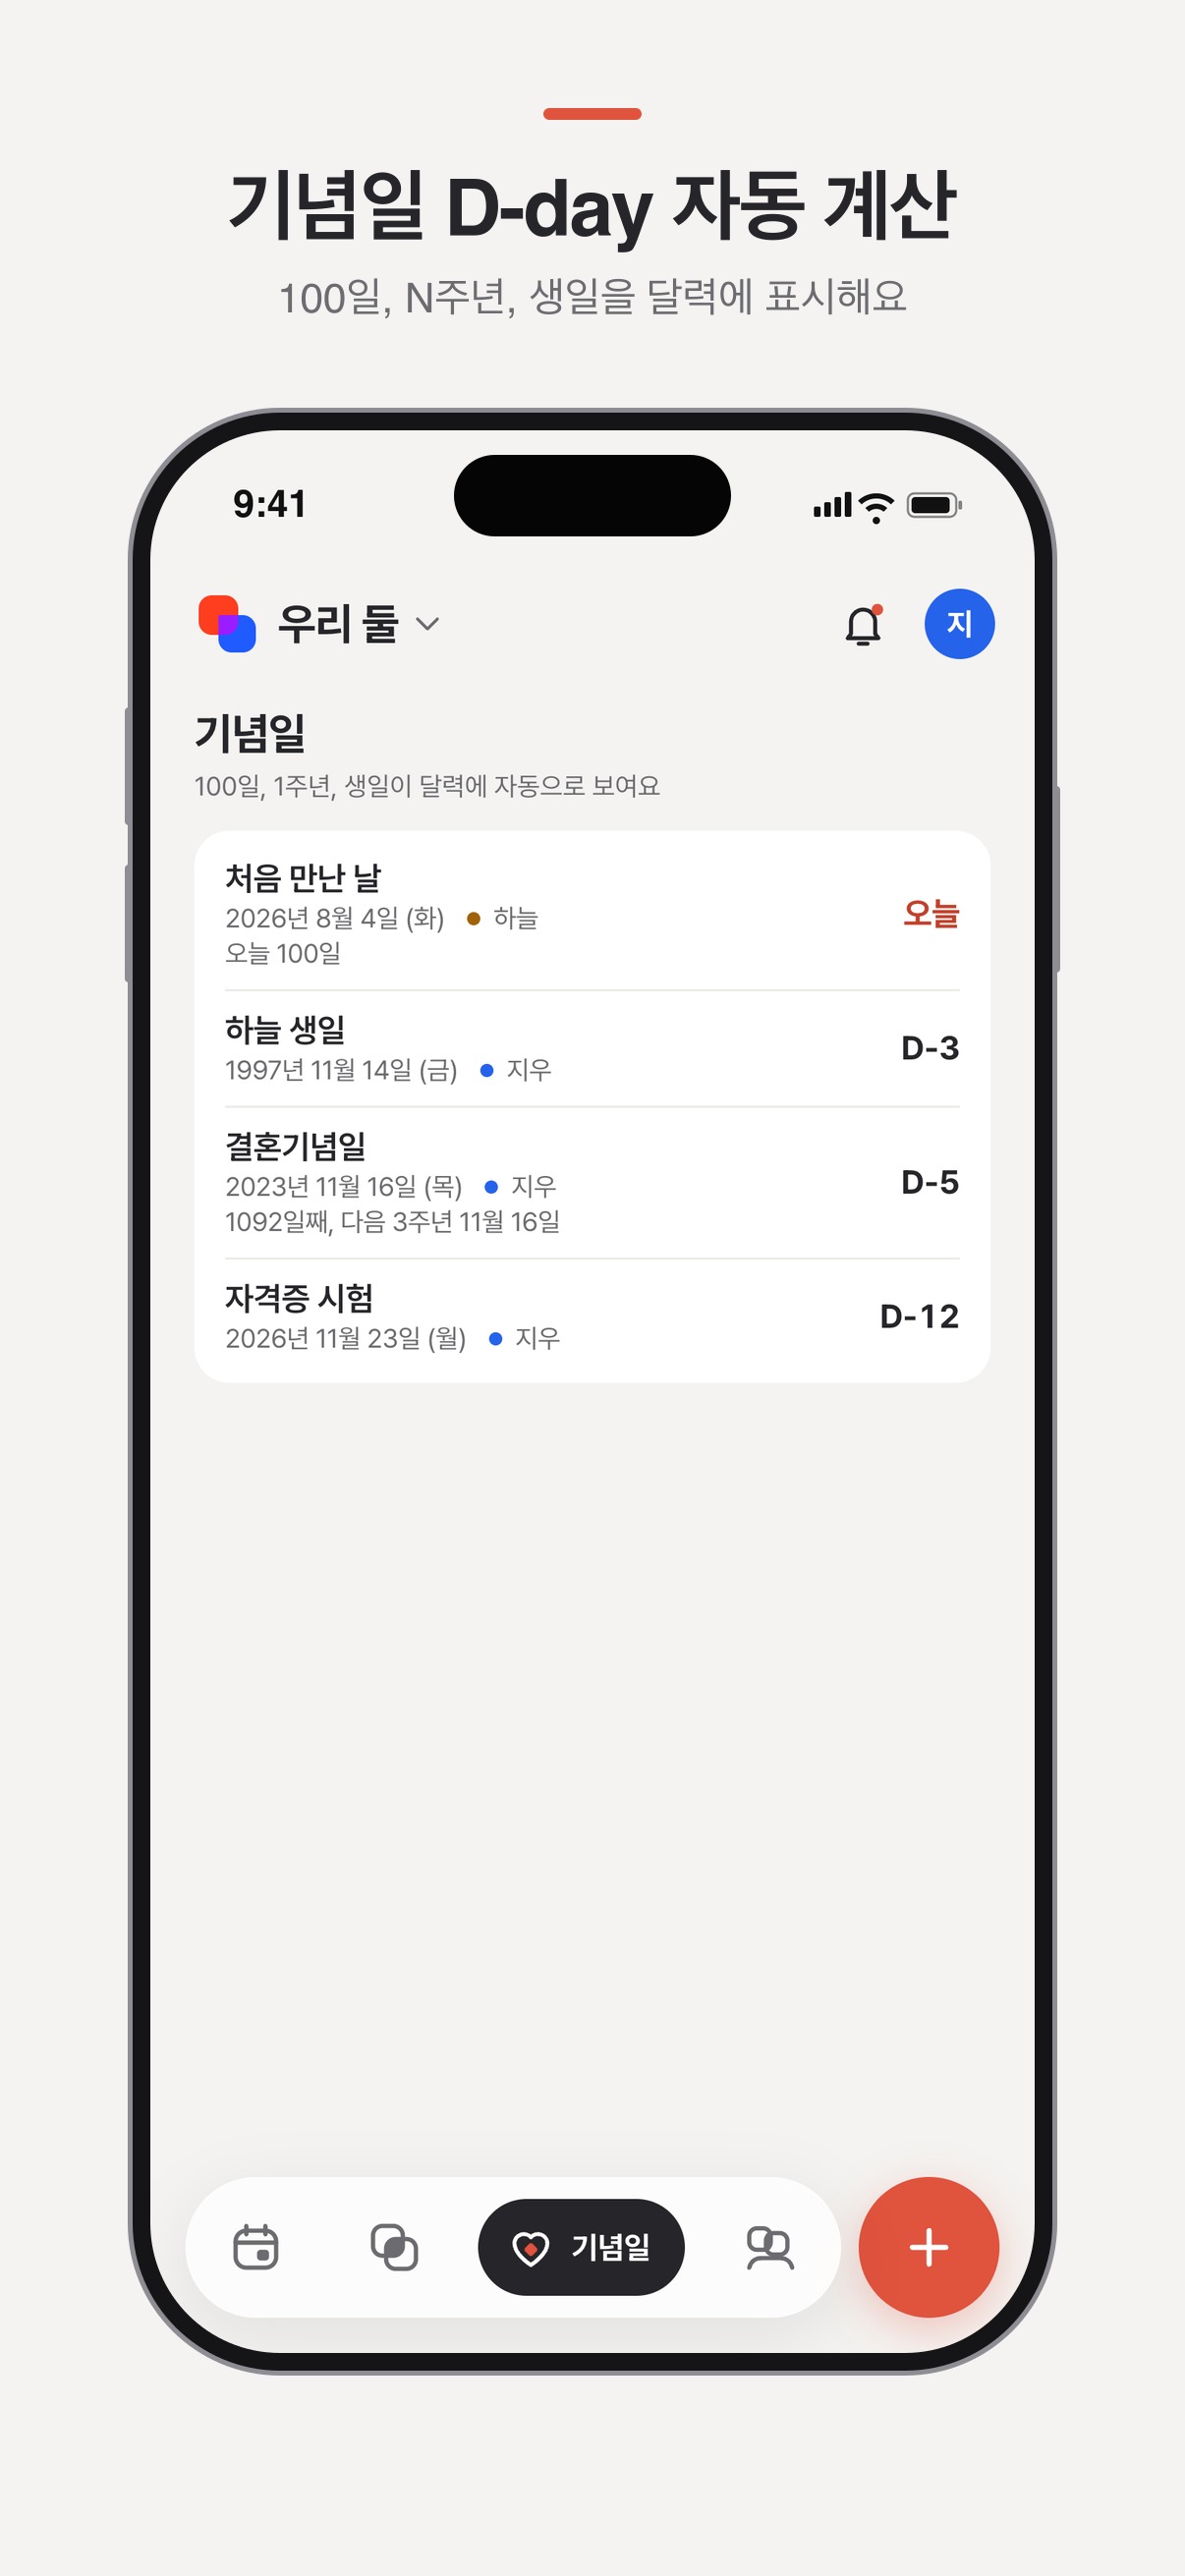 기념일 D-day 자동 계산
100일, N주년, 생일을 달력에 표시해요
9:41
우리 둘
지
기념일
100일, 1주년, 생일이 달력에 자동으로 보여요
처음 만난 날
2026년 8월 4일 (화) 하늘
오늘 100일
오늘
하늘 생일
1997년 11월 14일 (금) 지우
D-3
결혼기념일
2023년 11월 16일 (목) 지우
1092일째, 다음 3주년 11월 16일
D-5
자격증 시험
2026년 11월 23일 (월) 지우
D-12
기념일